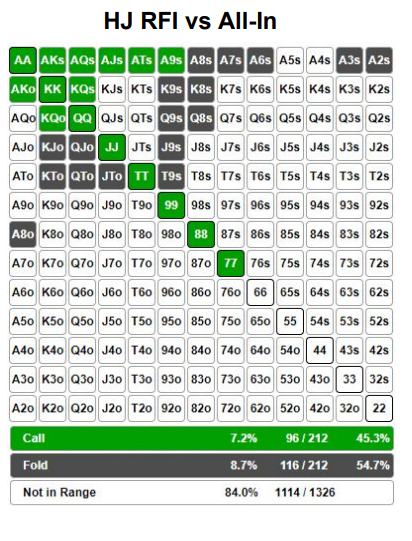 HJ RFI vs All-In
AA AKs AQs AJs ATs A9s A8s A7s A6s A5s A4s A3s A2s
AKo KK KQs KJs KTs K9s K8s K7s K6s K5s K4s K3s K2s
AQo KQo QQ QJs QTs Q9s Q8s Q7s Q6s Q5s Q4s Q3s Q2s
AJo KJo QJo JJ JTs J9s J8s J7s J6s J5s J4s J3s J2s
ATo KTo QTo JTo TT T9s T8s T7s T6s T5s T4s T3s T2s
A9o K9o Q9o J9o T9o 99 98s 97s 96s 95s 94s 93s 92s
A8o K8o Q8o J8o T8o 98o 88 87s 86s 85s 84s 83s 82s
A7o K7o Q7o J7o T7o 97o 87o 77 76s 75s 74s 73s 72s
A6o K6o Q6o J6o T6o 96o 86o 76o 66 65s 64s 63s 62s
A5o K5o Q5o J5o T5o 95o 85o 75o 65o 55 54s 53s 52s
A4o K4o Q4o J4o T4o 94o 84o 74o 64o 54o 44 43s 42s
A3o K3o Q3o J3o T3o 93o 83o 73o 63o 53o 43o 33 32s
A2o K2o Q2o J2o T2o 92o 82o 72o 62o 52o 42o 32o 22
Call 7.2% 96 / 212 45.3%
Fold 8.7% 116 / 212 54.7%
Not in Range 84.0% 1114 / 1326